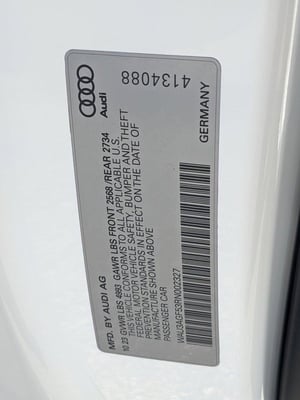 Audi
4134088
MFD. BY AUDI AG
GERMANY
10 23 GVWR LBS 4993 GAWR LBS FRONT 2568/REAR 2734
THIS VEHICLE CONFORMS TO ALL APPLICABLE U.S.
FEDERAL MOTOR VEHICLE SAFETY, BUMPER AND THEFT
PREVENTION STANDARDS IN EFFECT ON THE DATE OF
MANUFACTURE SHOWN ABOVE
PASSENGER CAR
WAU3AGF53RN002327